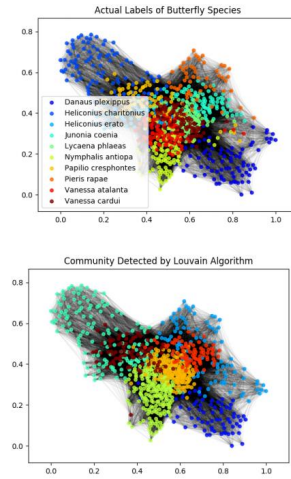 Actual Labels of Butterfly Species
0.8
0.6
0.4
0.2
0.0
Danaus plexippus
Heliconius charitonius
Heliconius erato
Junonia coenia
Lycaena phlaeas
Nymphalis antiopa
Papilio cresphontes
Pieris rapae
Vanessa atalanta
Vanessa cardui
0.0 0.2 0.4 0.6 0.8 1.0
Community Detected by Louvain Algorithm
0.8
0.6
0.4
0.2
0.0
0.0 0.2 0.4 0.6 0.8 1.0